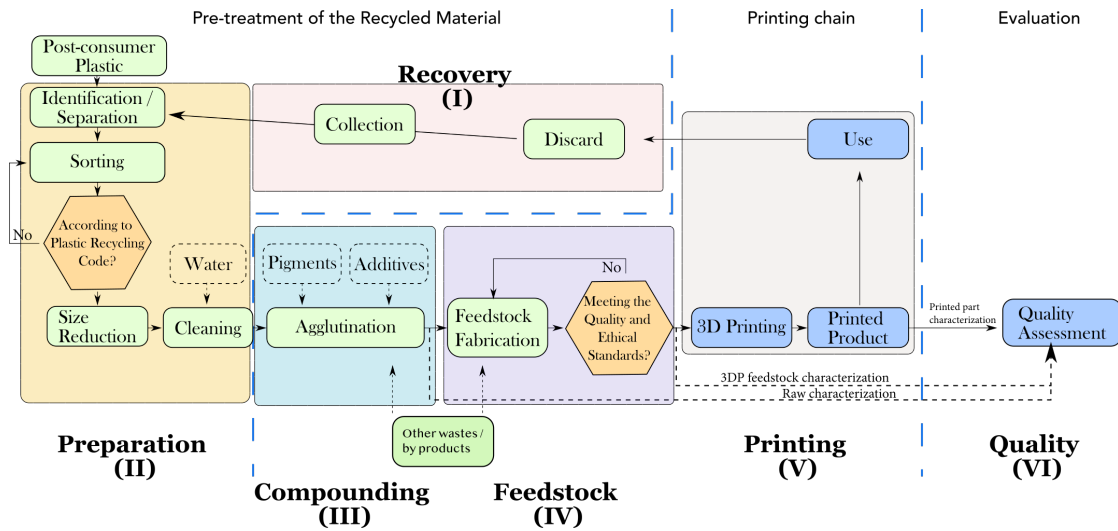 Pre-treatment of the Recycled Material
Printing chain
Evaluation
Post-consumer
Plastic
Recovery
(I)
Identification /
Separation
Collection
Discard
Use
Sorting
According to
Plastic Recycling
Code?
No
Water
Pigments
Additives
No
Size
Reduction
Cleaning
Agglutination
Feedstock
Fabrication
Meeting the
Quality and
Ethical
Standards?
3D Printing
Printed
Product
Printed part
characterization
Quality
Assessment
3DP feedstock characterization
Raw characterization
Other wastes /
by products
Preparation
(II)
Compounding
(III)
Feedstock
(IV)
Printing
(V)
Quality
(VI)